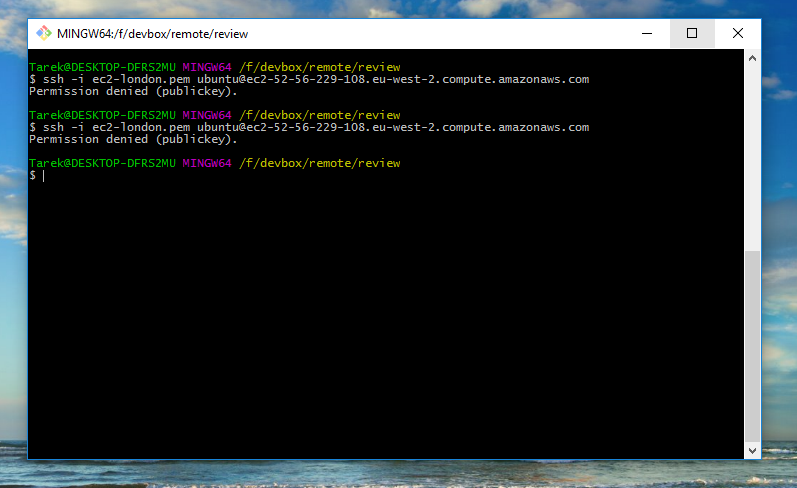 MINGW64:/f/devbox/remote/review
Tarek@DESKTOP-DFRS2MU MINGW64 /f/devbox/remote/review
$ ssh -i ec2-london.pem ubuntu@ec2-52-56-229-108.eu-west-2.compute.amazonaws.com
Permission denied (publickey).
Tarek@DESKTOP-DFRS2MU MINGW64 /f/devbox/remote/review
$ ssh -i ec2-london.pem ubuntu@ec2-52-56-229-108.eu-west-2.compute.amazonaws.com
Permission denied (publickey).
Tarek@DESKTOP-DFRS2MU MINGW64 /f/devbox/remote/review
$